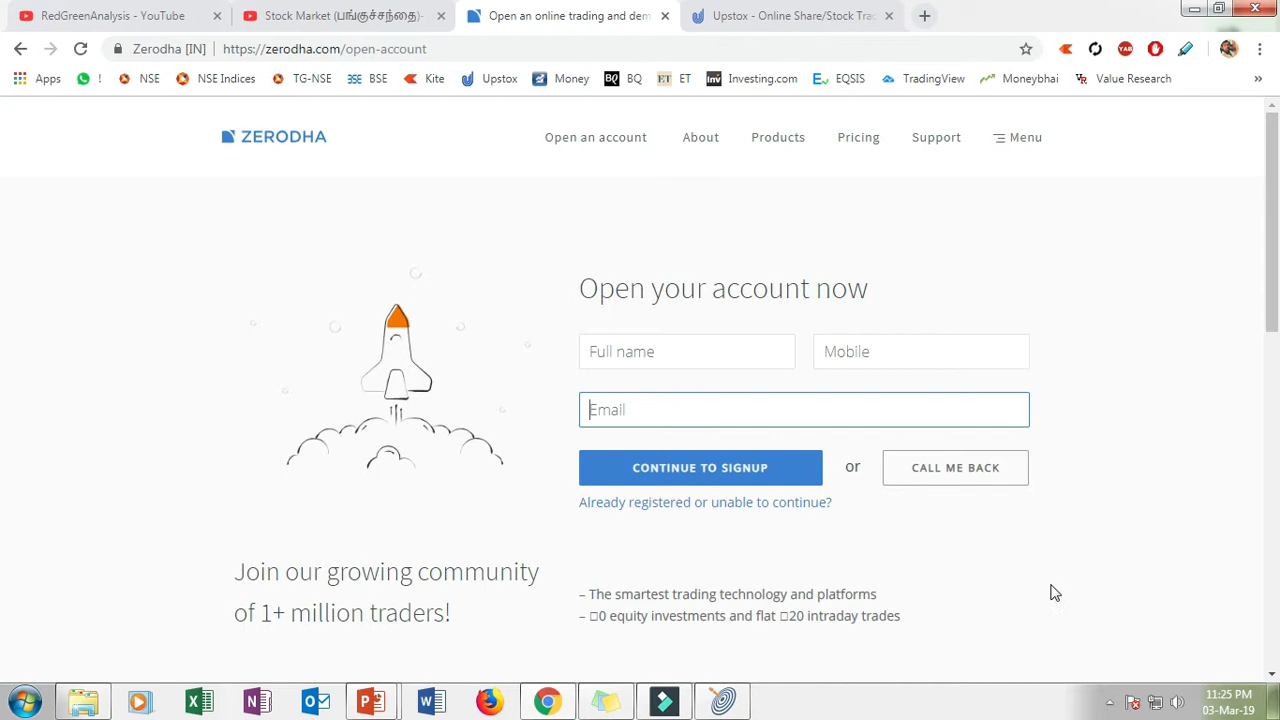 RedGreenAnalysis - YouTube
Stock Market (பங்குச்சந்தை)-
Open an online trading and dem
Upstox - Online Share/Stock Trac
Zerodha [IN] https://zerodha.com/open-account
YAB
Apps ! NSE NSE Indices TG-NSE BSE Kite Upstox Money BQ BQ ET ET Inv Investing.com EQSIS TradingView Moneybhai Value Research »
ZERODHA
Open an account About Products Pricing Support Menu
Open your account now
Full name Mobile
Email
CONTINUE TO SIGNUP or CALL ME BACK
Already registered or unable to continue?
Join our growing community
of 1+ million traders!
– The smartest trading technology and platforms
– □0 equity investments and flat □20 intraday trades
11:25 PM
03-Mar-19